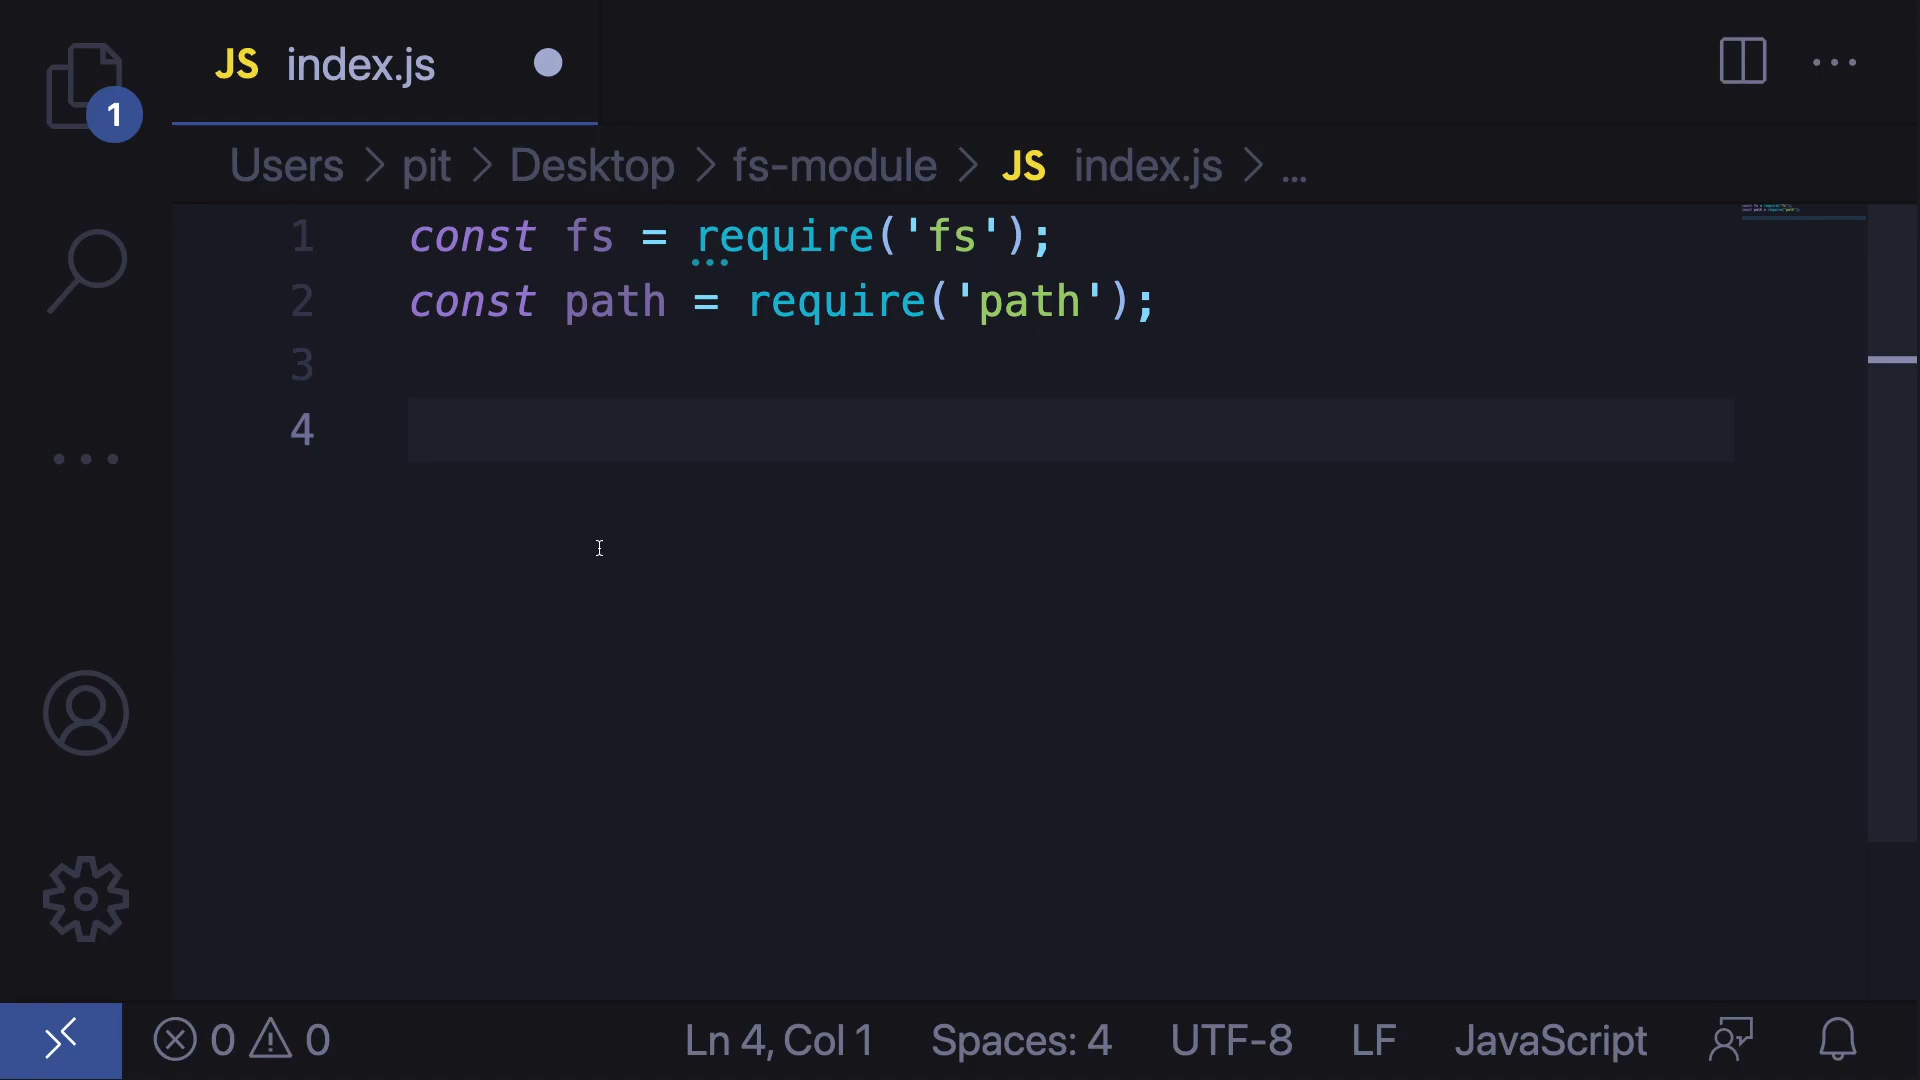 JS index.js
1
Users > pit > Desktop > fs-module > JS index.js > ...
1 const fs = require('fs');
2 const path = require('path');
3
4
0 0 Ln 4, Col 1 Spaces: 4 UTF-8 LF JavaScript